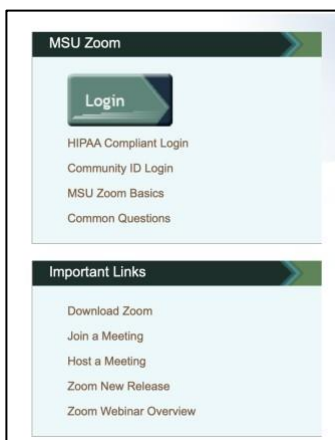 MSU Zoom
Login
HIPAA Compliant Login
Community ID Login
MSU Zoom Basics
Common Questions
Important Links
Download Zoom
Join a Meeting
Host a Meeting
Zoom New Release
Zoom Webinar Overview